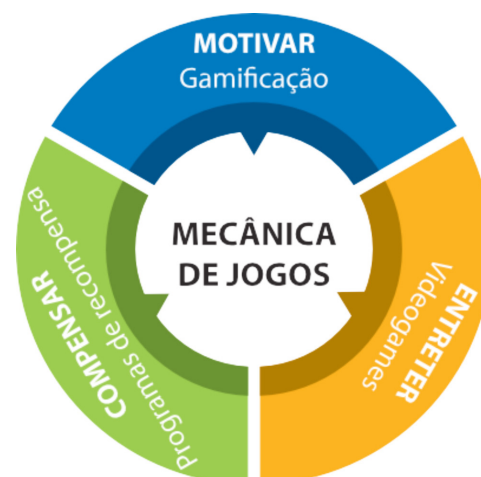 MOTIVAR
Gamificação
MECÂNICA
DE JOGOS
ENTRETER
Videogames
COMPENSAR
Programas de recompensa